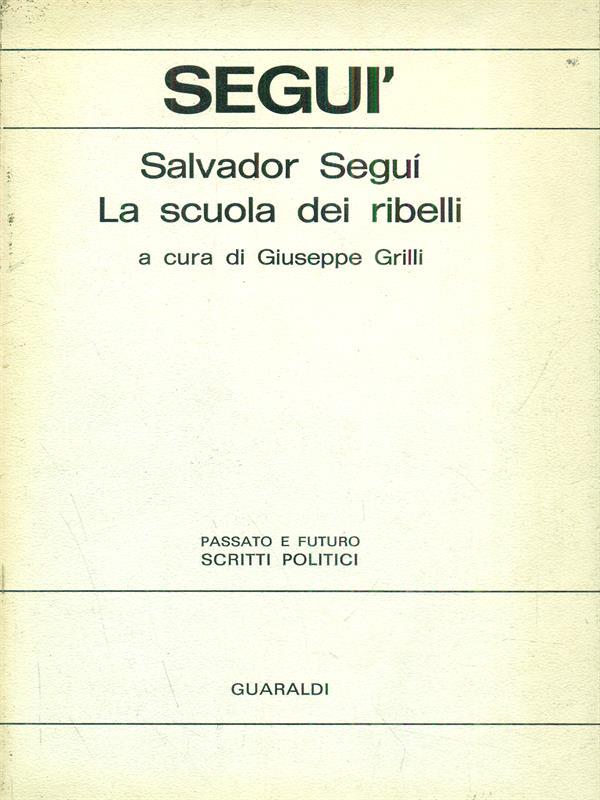 SEGUI'
Salvador Seguí
La scuola dei ribelli
a cura di Giuseppe Grilli
PASSATO E FUTURO
SCRITTI POLITICI
GUARALDI